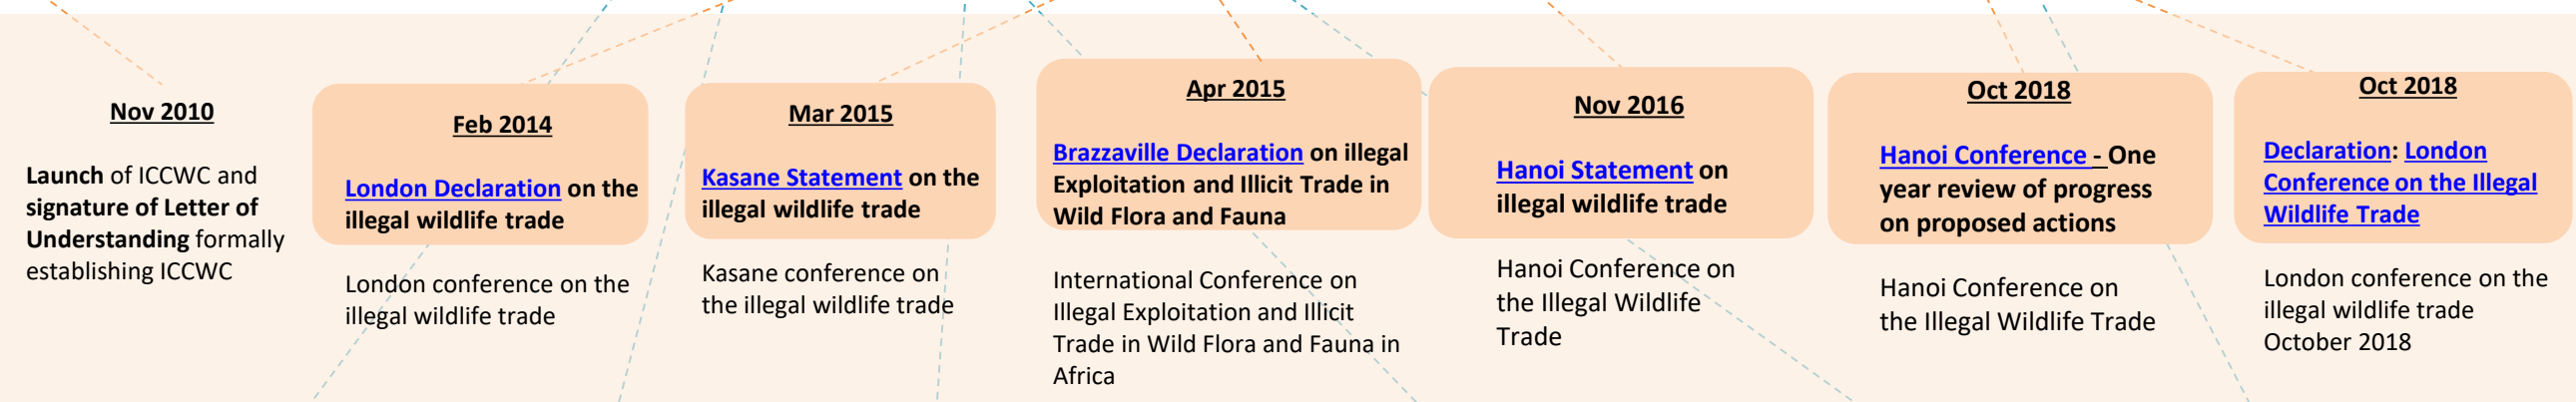 Nov 2010
Launch of ICCWC and
signature of Letter of
Understanding formally
establishing ICCWC
Feb 2014
London Declaration on the
illegal wildlife trade
London conference on the
illegal wildlife trade
Mar 2015
Kasane Statement on the
illegal wildlife trade
Kasane conference on
the illegal wildlife trade
Apr 2015
Brazzaville Declaration on illegal
Exploitation and Illicit Trade in
Wild Flora and Fauna
International Conference on
Illegal Exploitation and Illicit
Trade in Wild Flora and Fauna in
Africa
Nov 2016
Hanoi Statement on
illegal wildlife trade
Hanoi Conference on
the Illegal Wildlife
Trade
Oct 2018
Hanoi Conference - One
year review of progress
on proposed actions
Hanoi Conference on
the Illegal Wildlife Trade
Oct 2018
Declaration: London
Conference on the Illegal
Wildlife Trade
London conference on the
illegal wildlife trade
October 2018